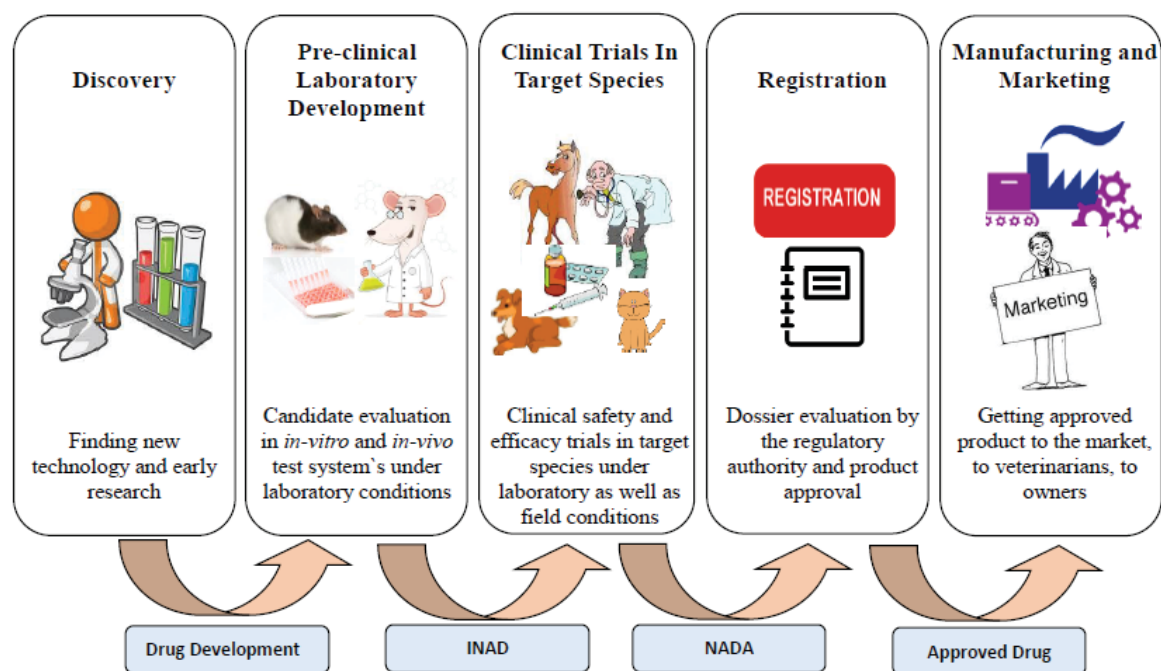 Discovery
Finding new
technology and early
research
Pre-clinical
Laboratory
Development
Candidate evaluation
in in-vitro and in-vivo
test system`s under
laboratory conditions
Clinical Trials In
Target Species
Clinical safety and
efficacy trials in target
species under
laboratory as well as
field conditions
Registration
REGISTRATION
Dossier evaluation by
the regulatory
authority and product
approval
Manufacturing and
Marketing
Marketing
Getting approved
product to the market,
to veterinarians, to
owners
Drug Development
INAD
NADA
Approved Drug